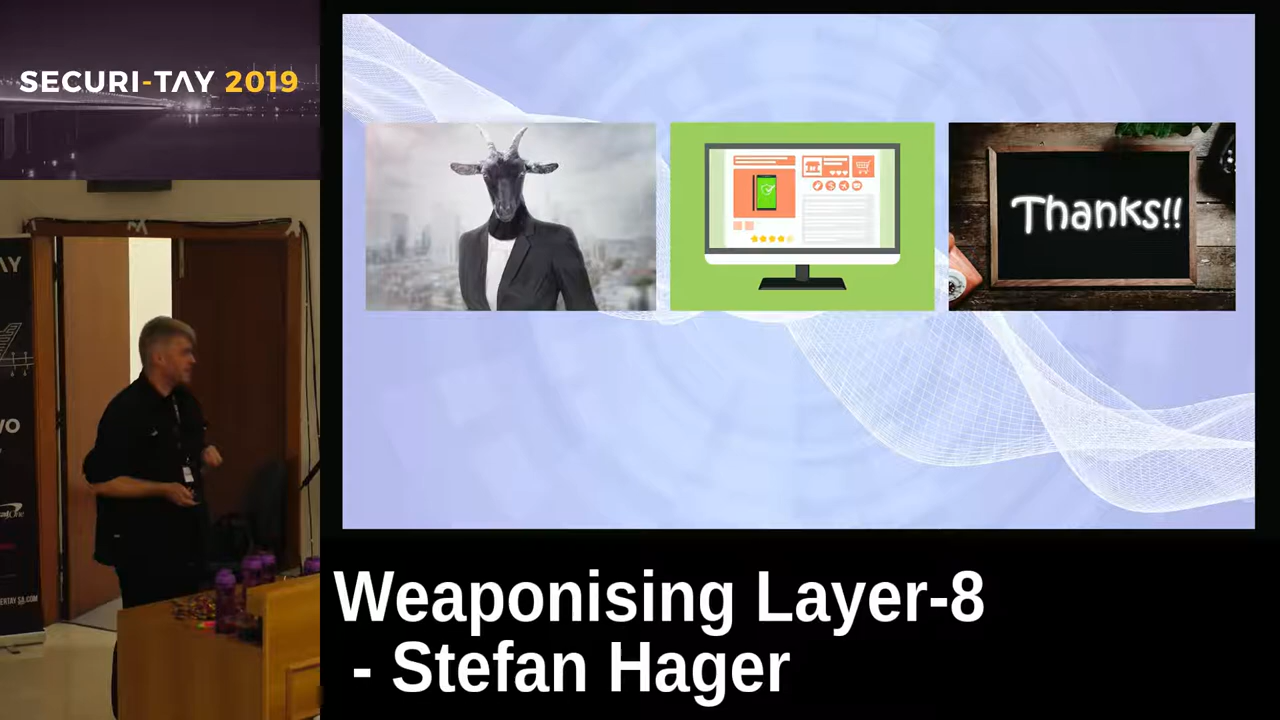 SECURI-TAY 2019
Thanks!!
Weaponising Layer-8
- Stefan Hager